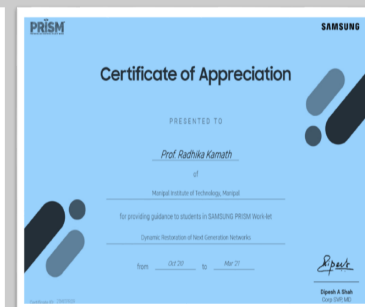 PRISM
SAMSUNG
Certificate of Appreciation
PRESENTED TO
Prof. Radhika Kamath
of
Manipal Institute of Technology, Manipal
for providing guidance to students in SAMSUNG PRISM Work-let
Dynamic Restoration of Next Generation Networks
from Oct'20 to Mar'21
Dipesh A Shah